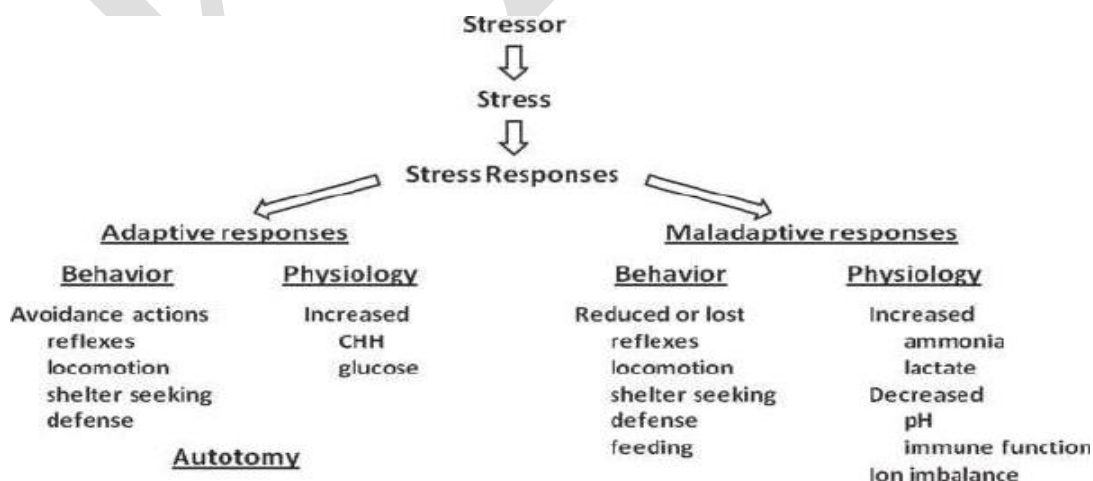 Stressor
Stress
Stress Responses
Adaptive responses
Behavior
Avoidance actions
reflexes
locomotion
shelter seeking
defense
Physiology
Increased
CHH
glucose
Autotomy
Maladaptive responses
Behavior
Reduced or lost
reflexes
locomotion
shelter seeking
defense
feeding
Physiology
Increased
ammonia
lactate
Decreased
pH
immune function
Ion imbalance